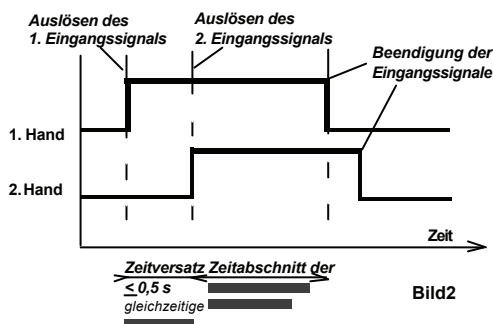 Auslösen des
1. Eingangssignals
Auslösen des
2. Eingangssignals
Beendigung der
Eingangssignale
1. Hand
2. Hand
Zeit
Zeitversatz Zeitabschnitt der
≤ 0,5 s
gleichzeitige
Bild2